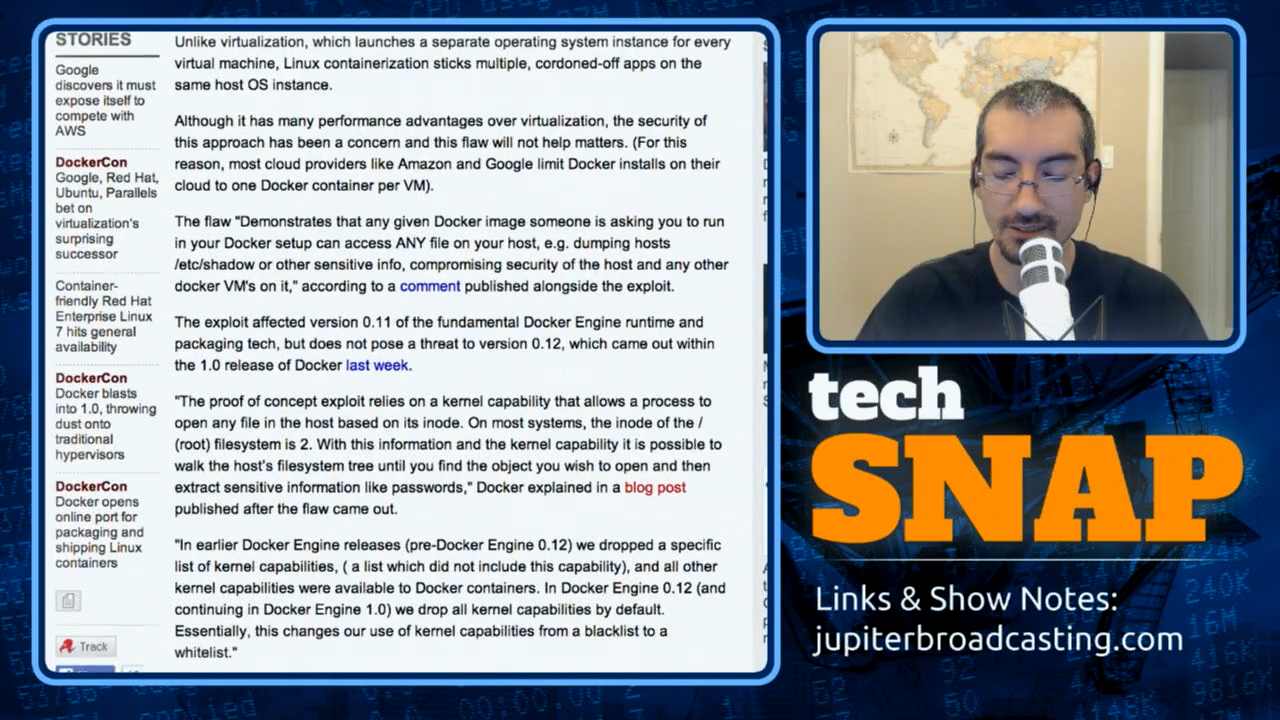 STORIES
Google
discovers it must
expose itself to
compete with
AWS
DockerCon
Google, Red Hat,
Ubuntu, Parallels
bet on
virtualization's
surprising
successor
Container-
friendly Red Hat
Enterprise Linux
7 hits general
availability
DockerCon
Docker blasts
into 1.0, throwing
dust onto
traditional
hypervisors
DockerCon
Docker opens
online port for
packaging and
shipping Linux
containers
Track
Unlike virtualization, which launches a separate operating system instance for every
virtual machine, Linux containerization sticks multiple, cordoned-off apps on the
same host OS instance.
Although it has many performance advantages over virtualization, the security of
this approach has been a concern and this flaw will not help matters. (For this
reason, most cloud providers like Amazon and Google limit Docker installs on their
cloud to one Docker container per VM).
The flaw "Demonstrates that any given Docker image someone is asking you to run
in your Docker setup can access ANY file on your host, e.g. dumping hosts
/etc/shadow or other sensitive info, compromising security of the host and any other
docker VM's on it," according to a comment published alongside the exploit.
The exploit affected version 0.11 of the fundamental Docker Engine runtime and
packaging tech, but does not pose a threat to version 0.12, which came out within
the 1.0 release of Docker last week.
"The proof of concept exploit relies on a kernel capability that allows a process to
open any file in the host based on its inode. On most systems, the inode of the /
(root) filesystem is 2. With this information and the kernel capability it is possible to
walk the host's filesystem tree until you find the object you wish to open and then
extract sensitive information like passwords," Docker explained in a blog post
published after the flaw came out.
"In earlier Docker Engine releases (pre-Docker Engine 0.12) we dropped a specific
list of kernel capabilities, ( a list which did not include this capability), and all other
kernel capabilities were available to Docker containers. In Docker Engine 0.12 (and
continuing in Docker Engine 1.0) we drop all kernel capabilities by default.
Essentially, this changes our use of kernel capabilities from a blacklist to a
whitelist."
tech
SNAP
Links & Show Notes:
jupiterbroadcasting.com